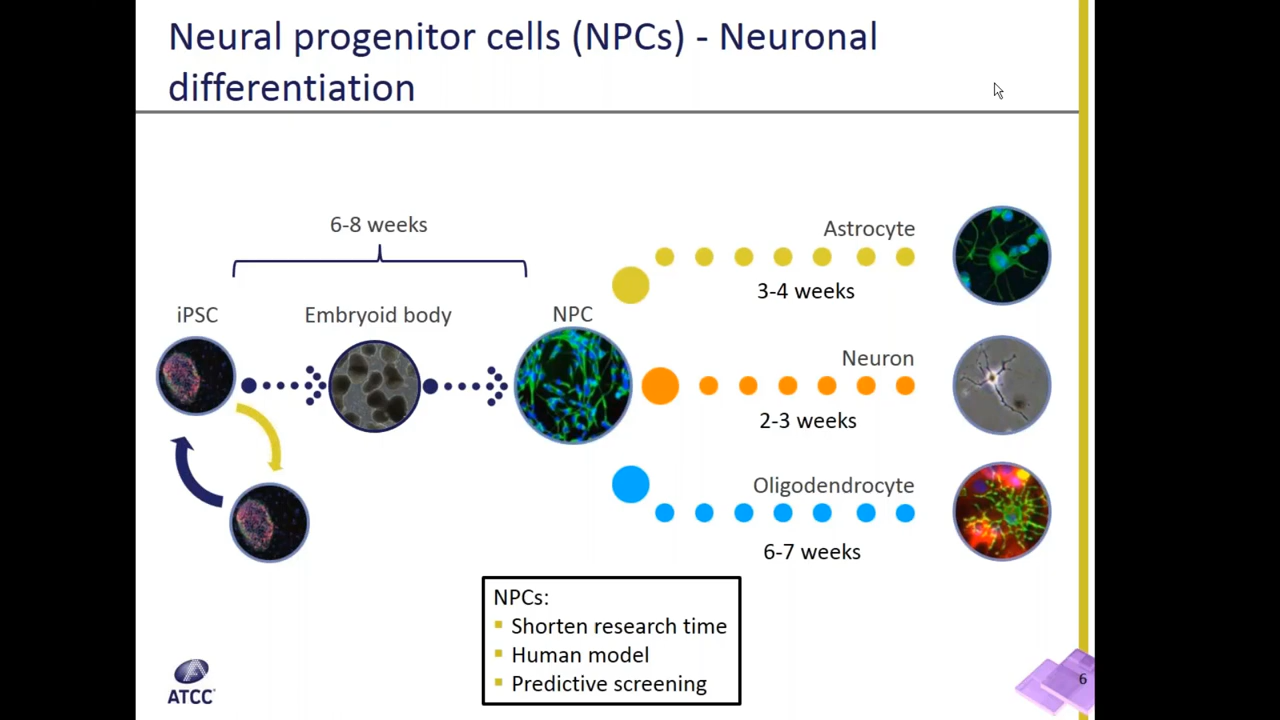 Neural progenitor cells (NPCs) - Neuronal
differentiation
6-8 weeks
iPSC
Embryoid body
NPC
Astrocyte
3-4 weeks
Neuron
2-3 weeks
Oligodendrocyte
6-7 weeks
NPCs:
Shorten research time
Human model
Predictive screening
ATCC
6